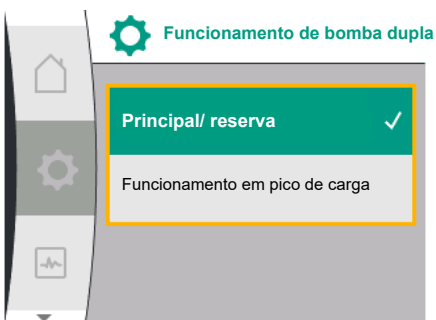 Funcionamento de bomba dupla
Principal/ reserva
Funcionamento em pico de carga